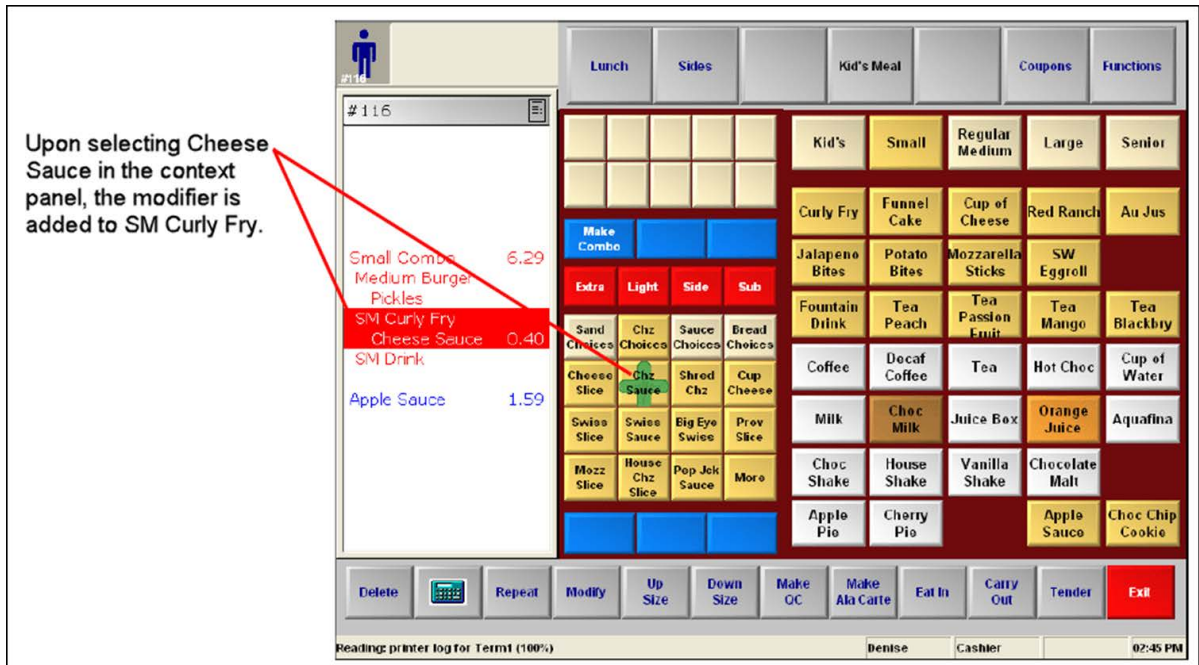 Upon selecting Cheese
Sauce in the context
panel, the modifier is
added to SM Curly Fry.
#116
Lunch Sides Kid's Meal Coupons Functions
#116
Small Combo 6.29
Medium Burger
Pickles
SM Curly Fry
Cheese Sauce 0.40
SM Drink
Apple Sauce 1.59
Make
Combo
Extra Light Side Sub
Sand Chz Sauce Bread
Choices Choices Choices Choices
Cheese Chz Shred Cup
Slice Sauce Chz Cheese
Swiss Swiss Big Eye Prov
Slice Sauce Swiss Slice
Mozz House Pop Jck More
Slice Chz Sauce
Slice
Kid's Small Regular Large Senior
Medium
Curly Fry Funnel Cup of Red Ranch Au Jus
Cake Cheese
Jalapeno Potato Mozzarella SW
Bites Bites Sticks Eggroll
Fountain Tea Tea Tea Tea
Drink Peach Passion Mango Blackbry
Fruit
Coffee Decaf Tea Hot Choc Cup of
Coffee Water
Milk Choc Juice Box Orange Aquafina
Milk Juice
Choc House Vanilla Chocolate
Shake Shake Shake Malt
Apple Cherry Apple Choc Chip
Pie Pie Sauce Cookie
Delete Repeat Modify Up Down Make Make Eat In Carry Tender Exit
Size Size QC Ala Carte Out
Reading: printer log for Term1 (100%) Denise Cashier 02:45 PM